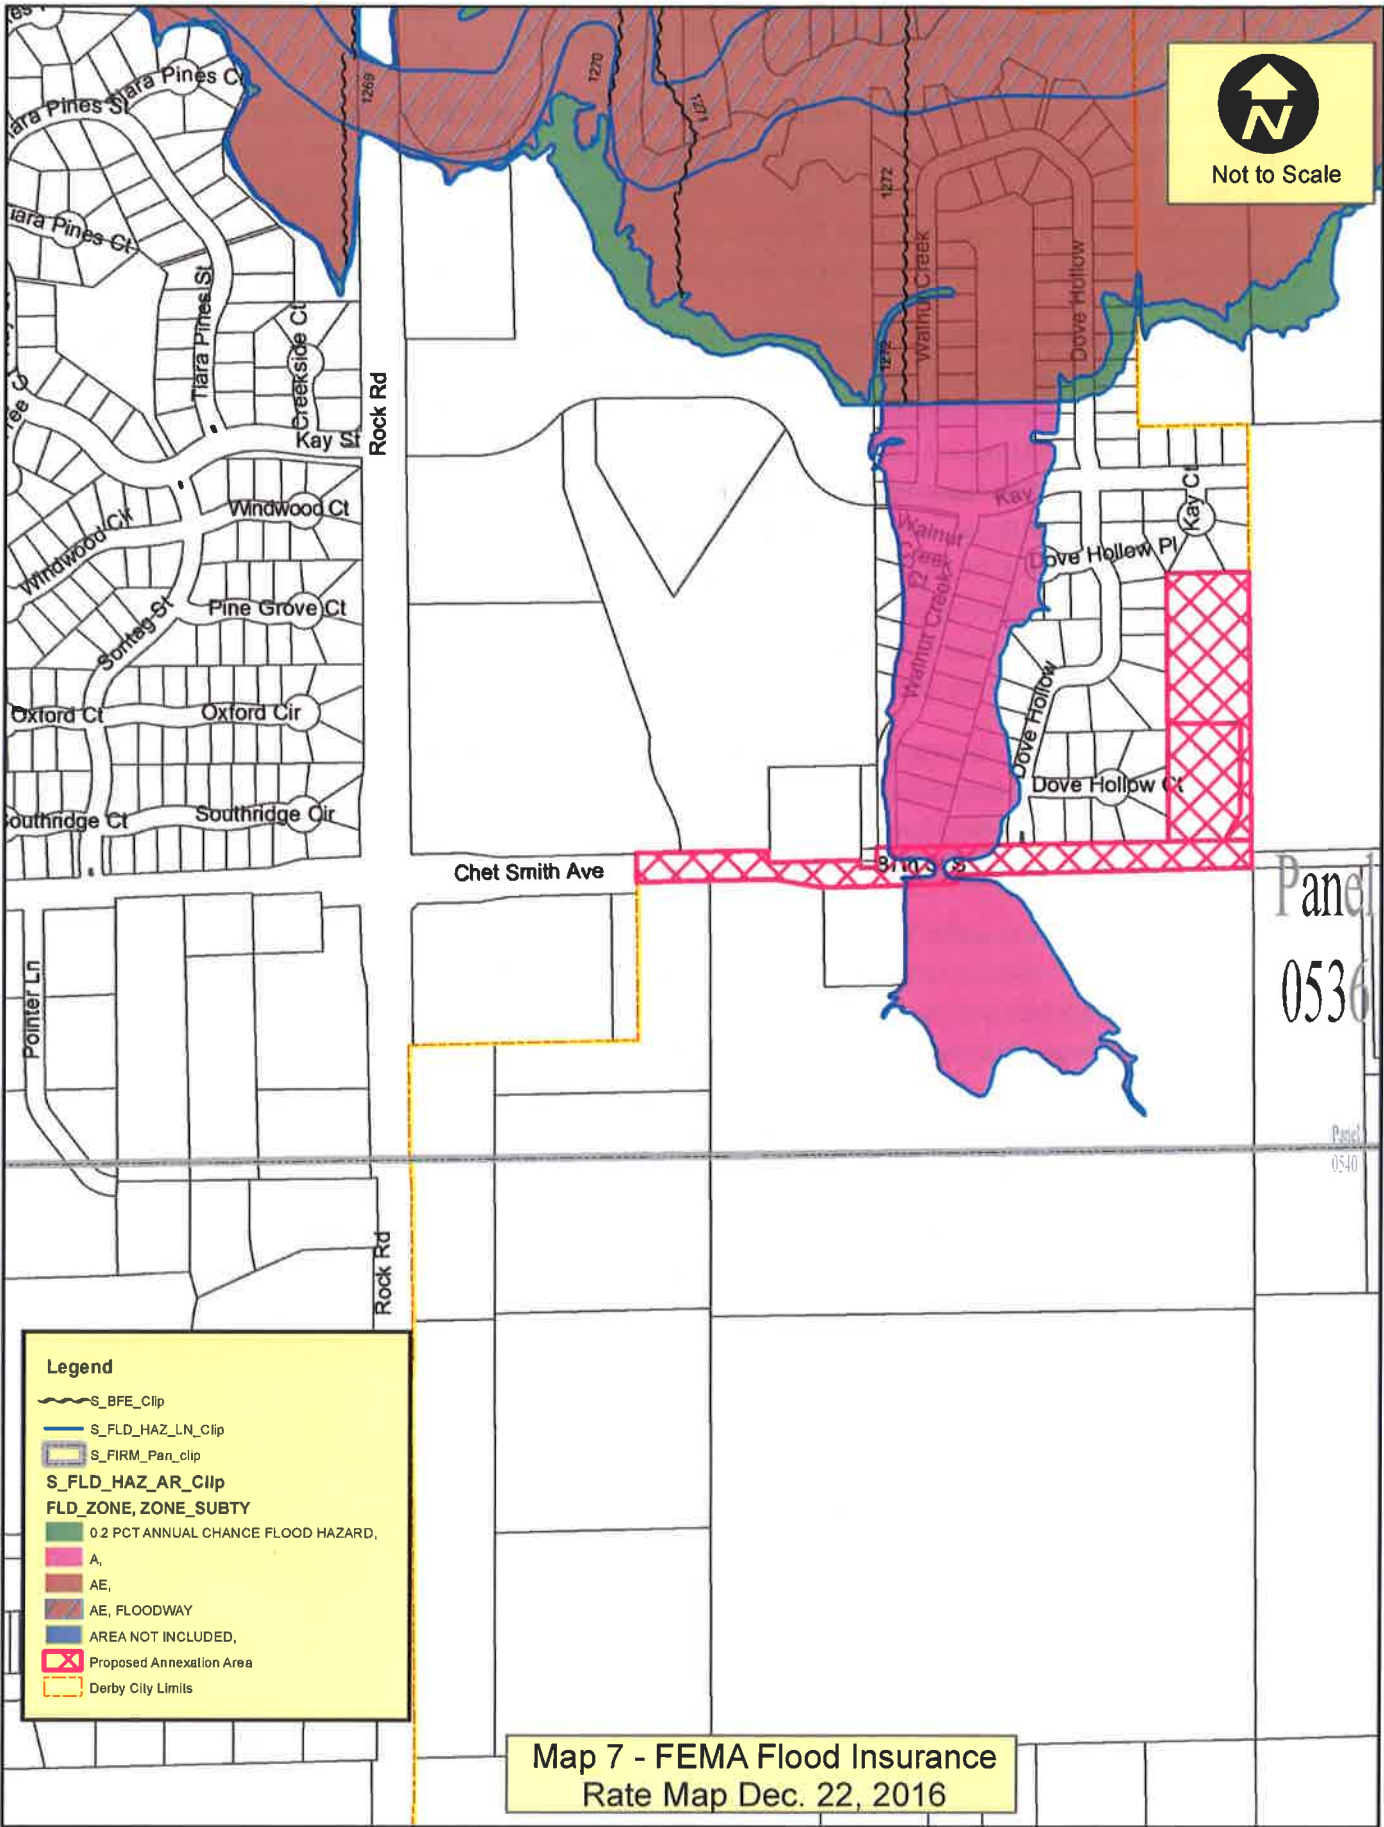 Tiara Pines St
Tiara Pines Ct
1269
1270
1271
1272
Not to Scale
Tiara Pines St
Creekside Ct
Kay St
Rock Rd
Walnut Creek
Dove Hollow
1272
Windwood Ct
Windwood Cir
Pine Grove Ct
Sontag St
Kay
Kay Ct
Walnut
Creek
Walnut Creek
Dove Hollow Pl
Oxford Ct
Oxford Cir
Dove Hollow
Dove Hollow Ct
Southridge Ct
Southridge Cir
Chet Smith Ave
Panel
0536
Pointer Ln
Panel
0540
Rock Rd
Legend
S_BFE_Clip
S_FLD_HAZ_LN_Clip
S_FIRM_Pan_clip
S_FLD_HAZ_AR_Clip
FLD_ZONE, ZONE_SUBTY
0.2 PCT ANNUAL CHANCE FLOOD HAZARD,
A,
AE,
AE, FLOODWAY
AREA NOT INCLUDED,
Proposed Annexation Area
Derby City Limits
Map 7 - FEMA Flood Insurance
Rate Map Dec. 22, 2016